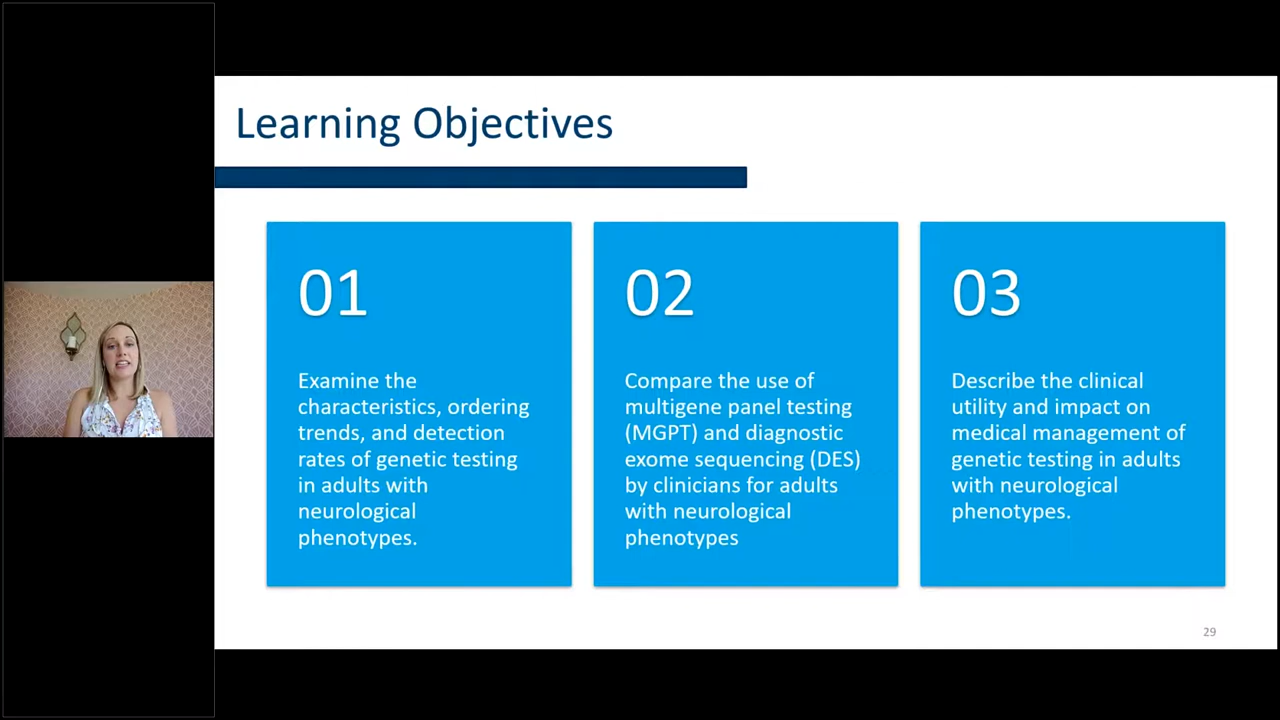 Learning Objectives
01
Examine the
characteristics, ordering
trends, and detection
rates of genetic testing
in adults with
neurological
phenotypes.
02
Compare the use of
multigene panel testing
(MGPT) and diagnostic
exome sequencing (DES)
by clinicians for adults
with neurological
phenotypes
03
Describe the clinical
utility and impact on
medical management of
genetic testing in adults
with neurological
phenotypes.
29